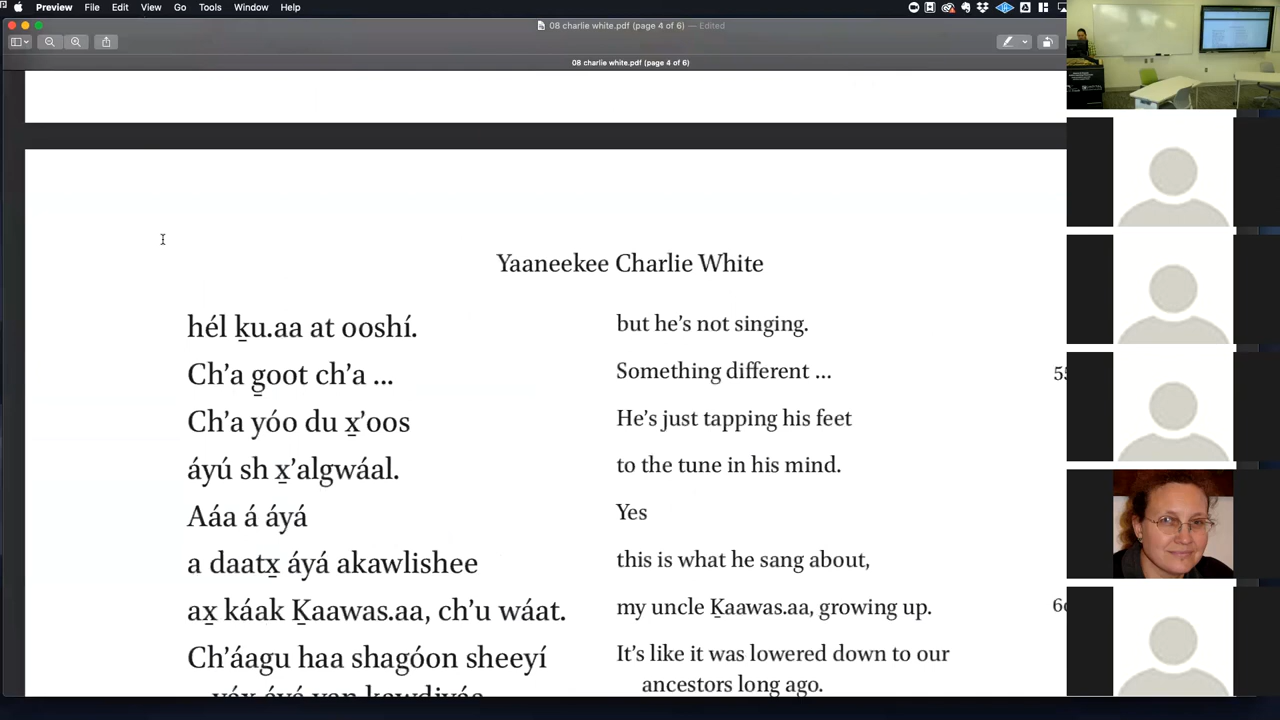 Preview File Edit View Go Tools Window Help
08 charlie white.pdf (page 4 of 6) — Edited
08 charlie white.pdf (page 4 of 6)
Yaaneekee Charlie White
hél ḵu.aa at ooshí.
but he’s not singing.
Ch’a g̱oot ch’a ...
Something different ...
Ch’a yóo du x̱’oos
He’s just tapping his feet
áyú sh x̱’algwáal.
to the tune in his mind.
Aáa á áyá
Yes
a daatx̱ áyá akawlishee
this is what he sang about,
ax̱ káak Ḵaawas.aa, ch’u wáat.
my uncle Ḵaawas.aa, growing up.
Ch’áagu haa shagóon sheeyí
It’s like it was lowered down to our
ancestors long ago.